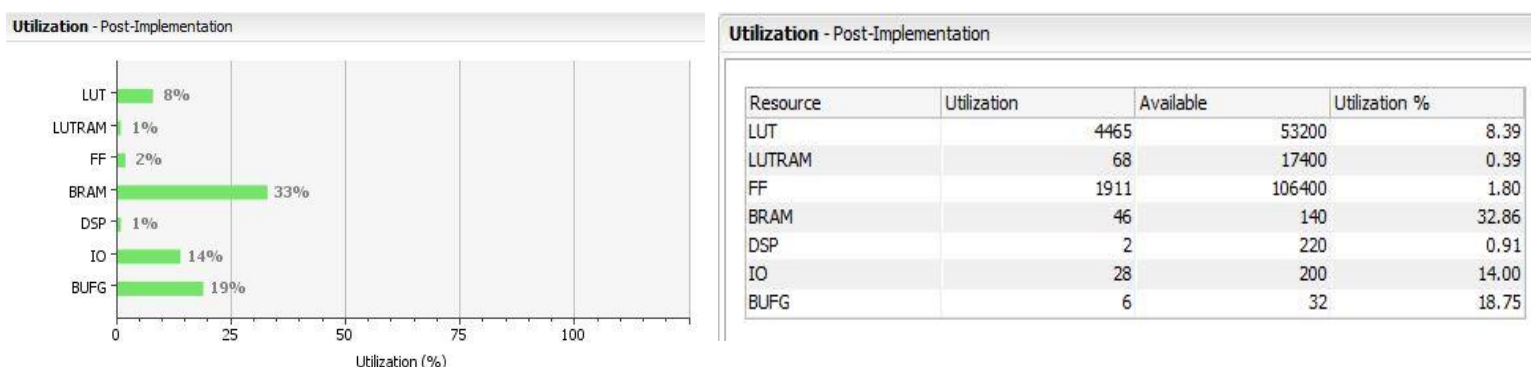 Utilization - Post-Implementation
LUT 8%
LUTRAM 1%
FF 2%
BRAM 33%
DSP 1%
IO 14%
BUFG 19%
0 25 50 75 100
Utilization (%)
Utilization - Post-Implementation
Resource Utilization Available Utilization %
LUT 4465 53200 8.39
LUTRAM 68 17400 0.39
FF 1911 106400 1.80
BRAM 46 140 32.86
DSP 2 220 0.91
IO 28 200 14.00
BUFG 6 32 18.75